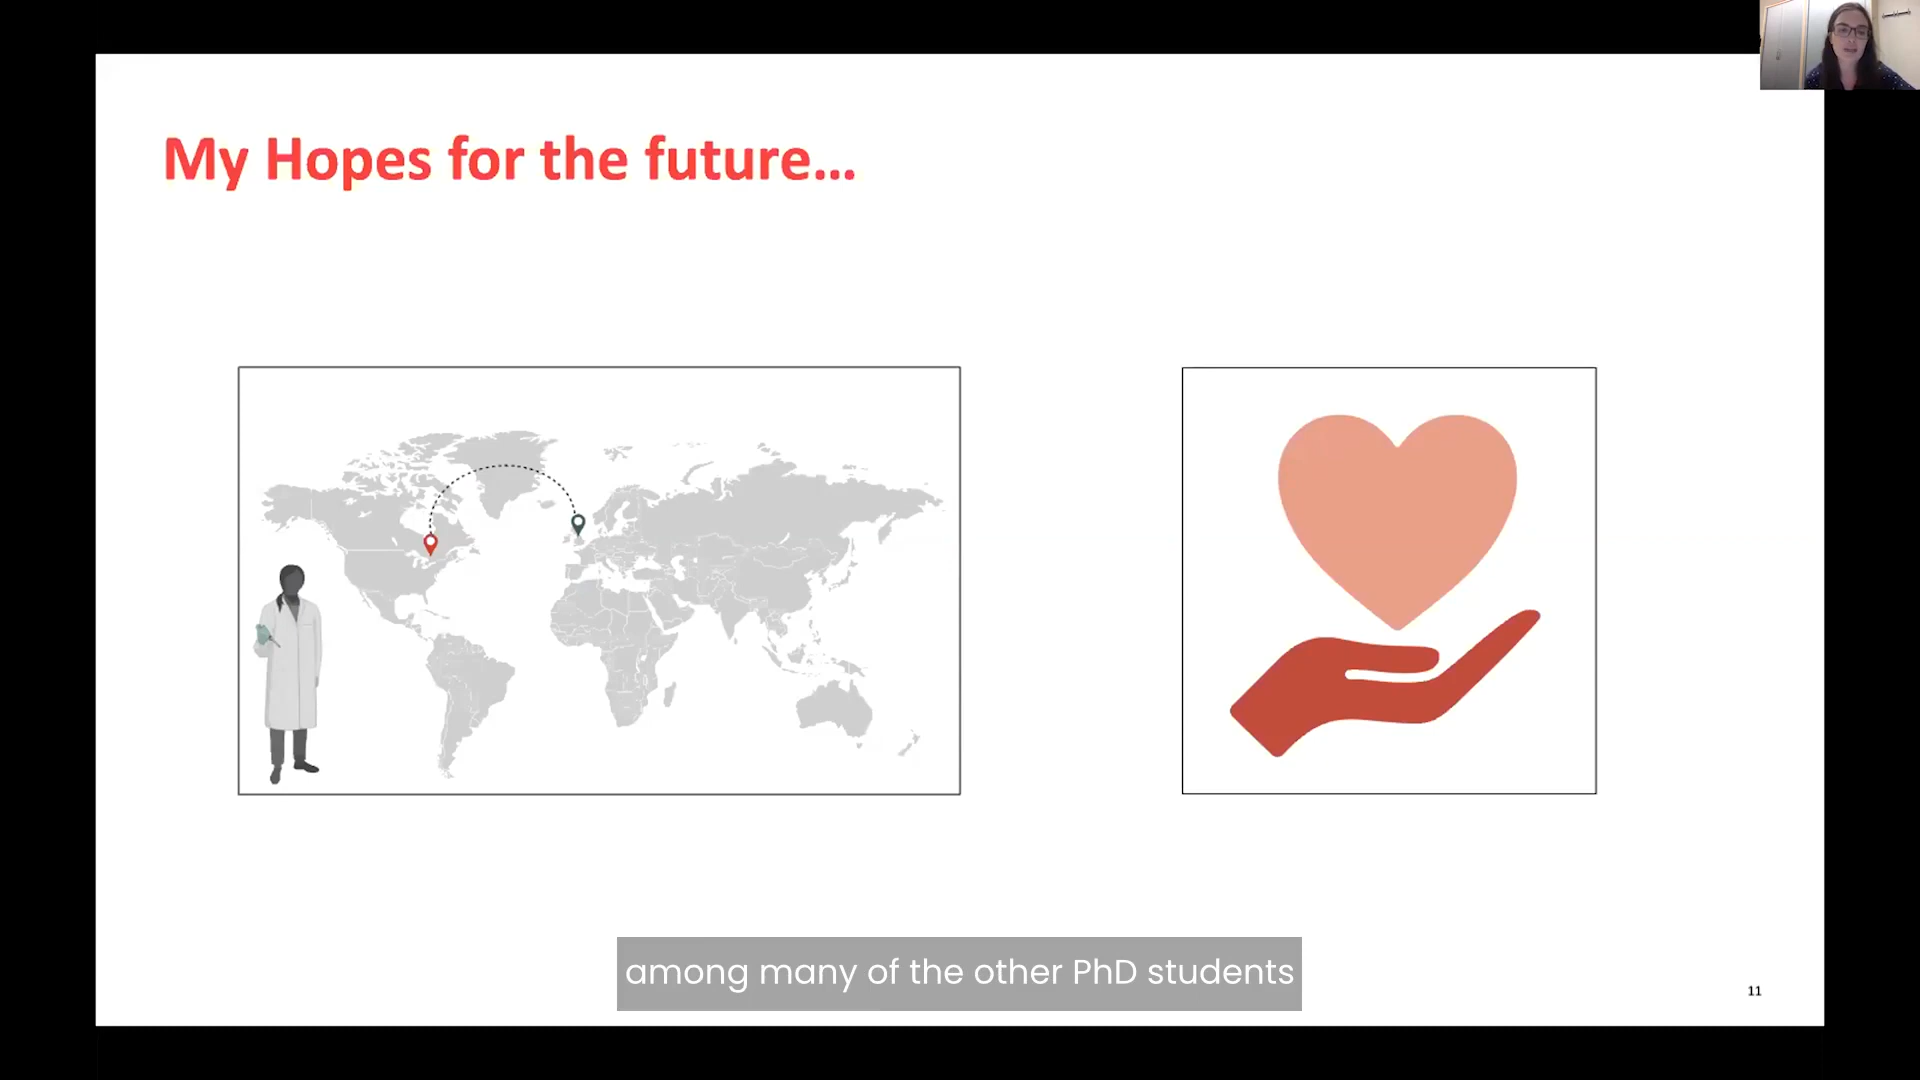 My Hopes for the future...
among many of the other PhD students
11